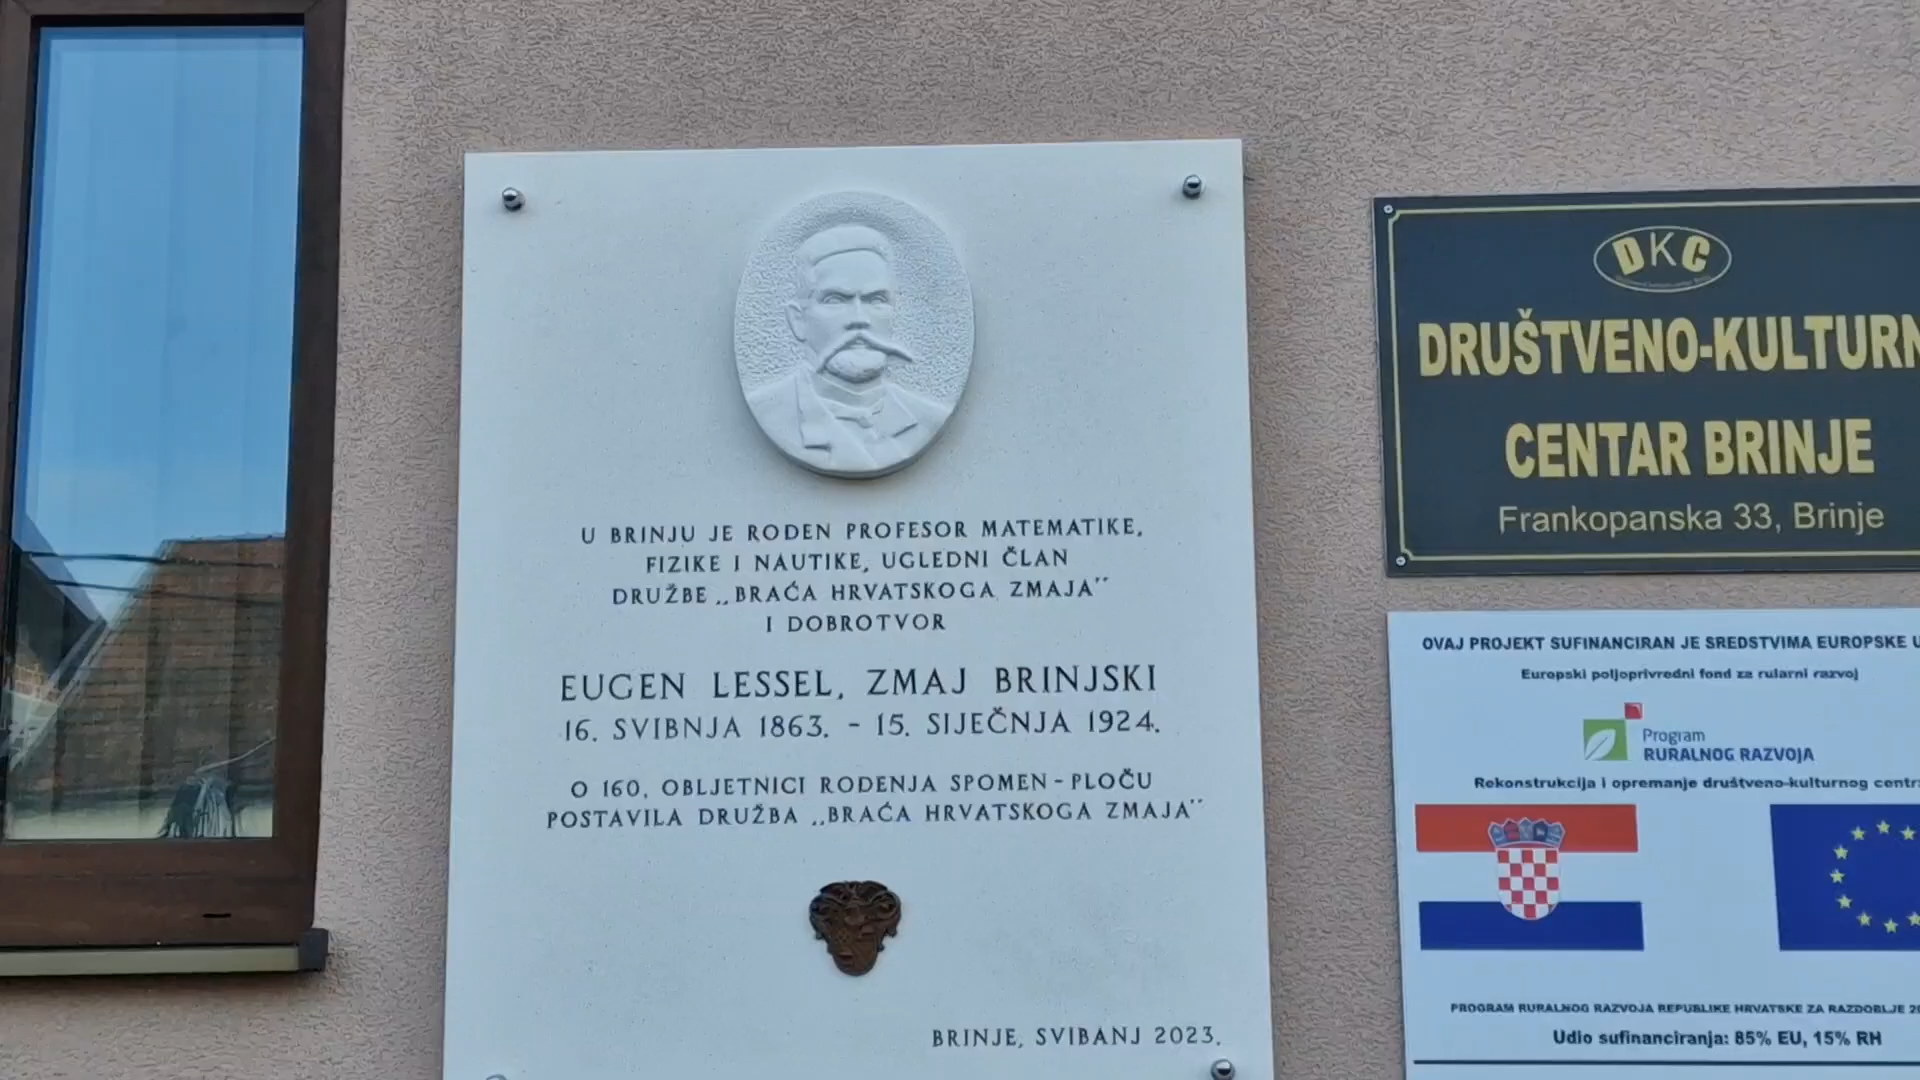 U BRINJU JE ROĐEN PROFESOR MATEMATIKE,
FIZIKE I NAUTIKE, UGLEDNI ČLAN
DRUŽBE „BRAĆA HRVATSKOGA ZMAJA”
I DOBROTVOR
EUGEN LESSEL, ZMAJ BRINJSKI
16. SVIBNJA 1863. - 15. SIJEČNJA 1924.
O 160. OBLJETNICI ROĐENJA SPOMEN-PLOČU
POSTAVILA DRUŽBA „BRAĆA HRVATSKOGA ZMAJA”
BRINJE, SVIBANJ 2023.
DKC
DRUŠTVENO-KULTURN
CENTAR BRINJE
Frankopanska 33, Brinje
OVAJ PROJEKT SUFINANCIRAN JE SREDSTVIMA EUROPSKE
Europski poljoprivredni fond za rularni razvoj
Program
RURALNOG RAZVOJA
Rekonstrukcija i opremanje društveno-kulturnog centr
PROGRAM RURALNOG RAZVOJA REPUBLIKE HRVATSKE ZA RAZDOBLJE
Udio sufinanciranja: 85% EU, 15% RH